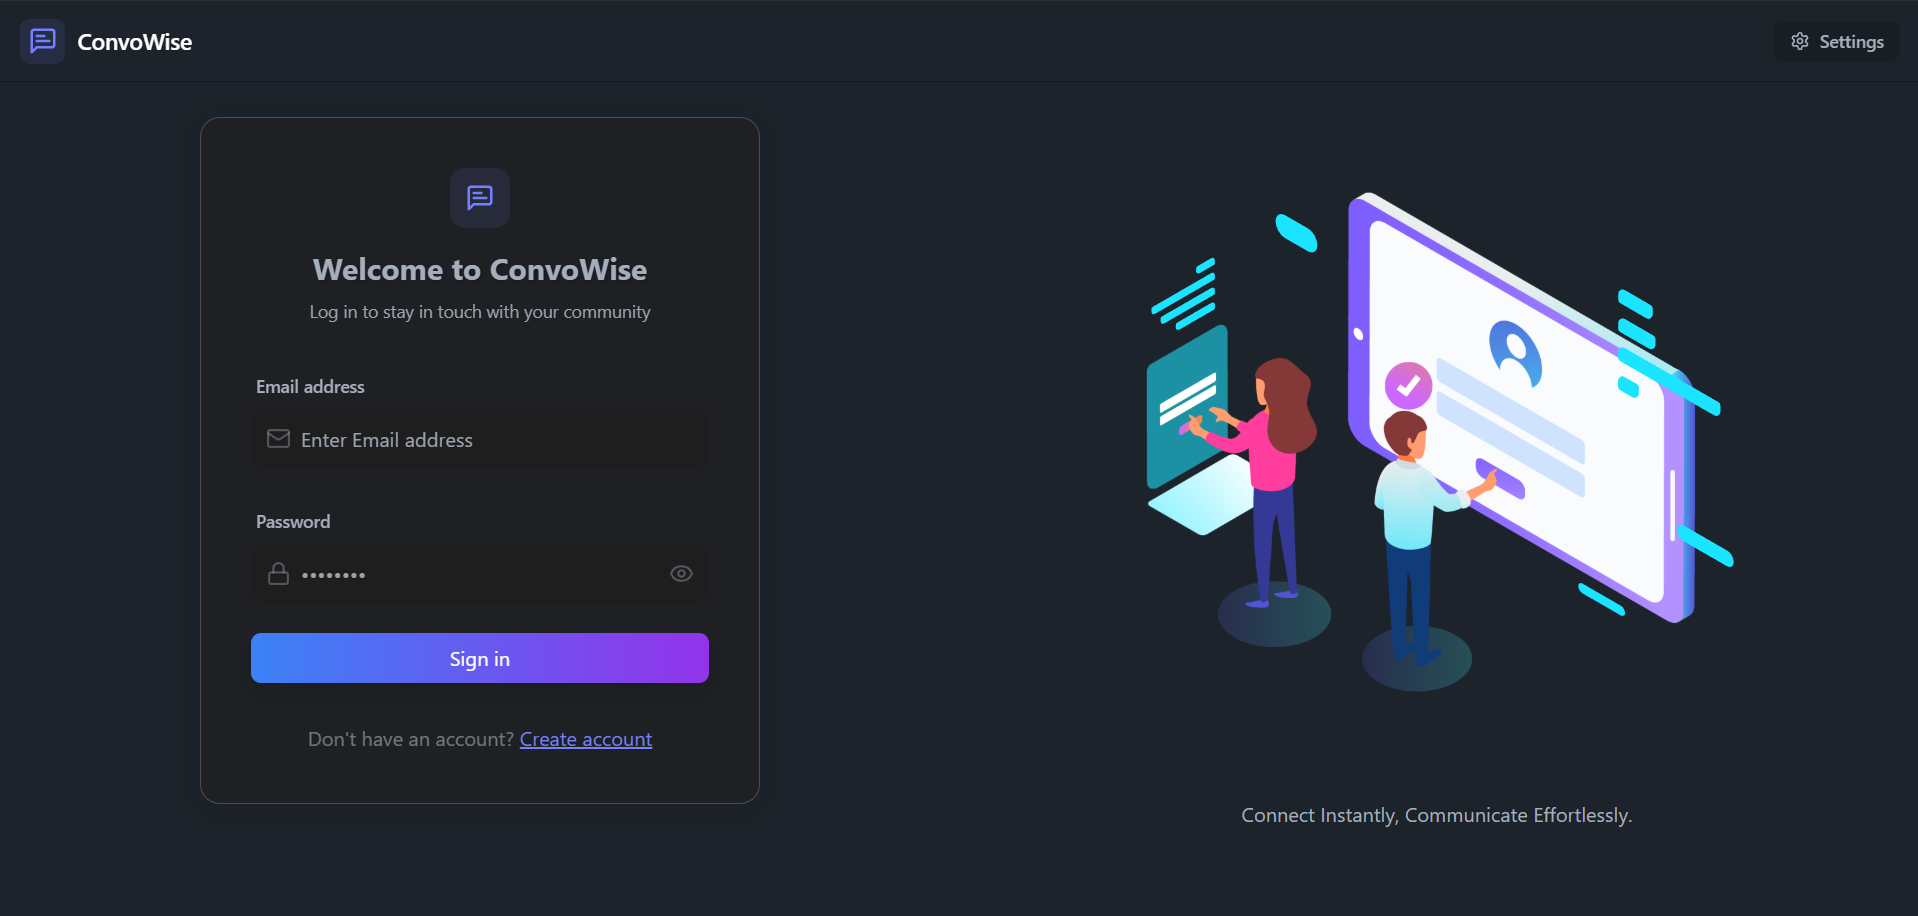 ConvoWise
Settings
Welcome to ConvoWise
Log in to stay in touch with your community
Email address
Enter Email address
Password
••••••••
Sign in
Don't have an account? Create account
Connect Instantly, Communicate Effortlessly.